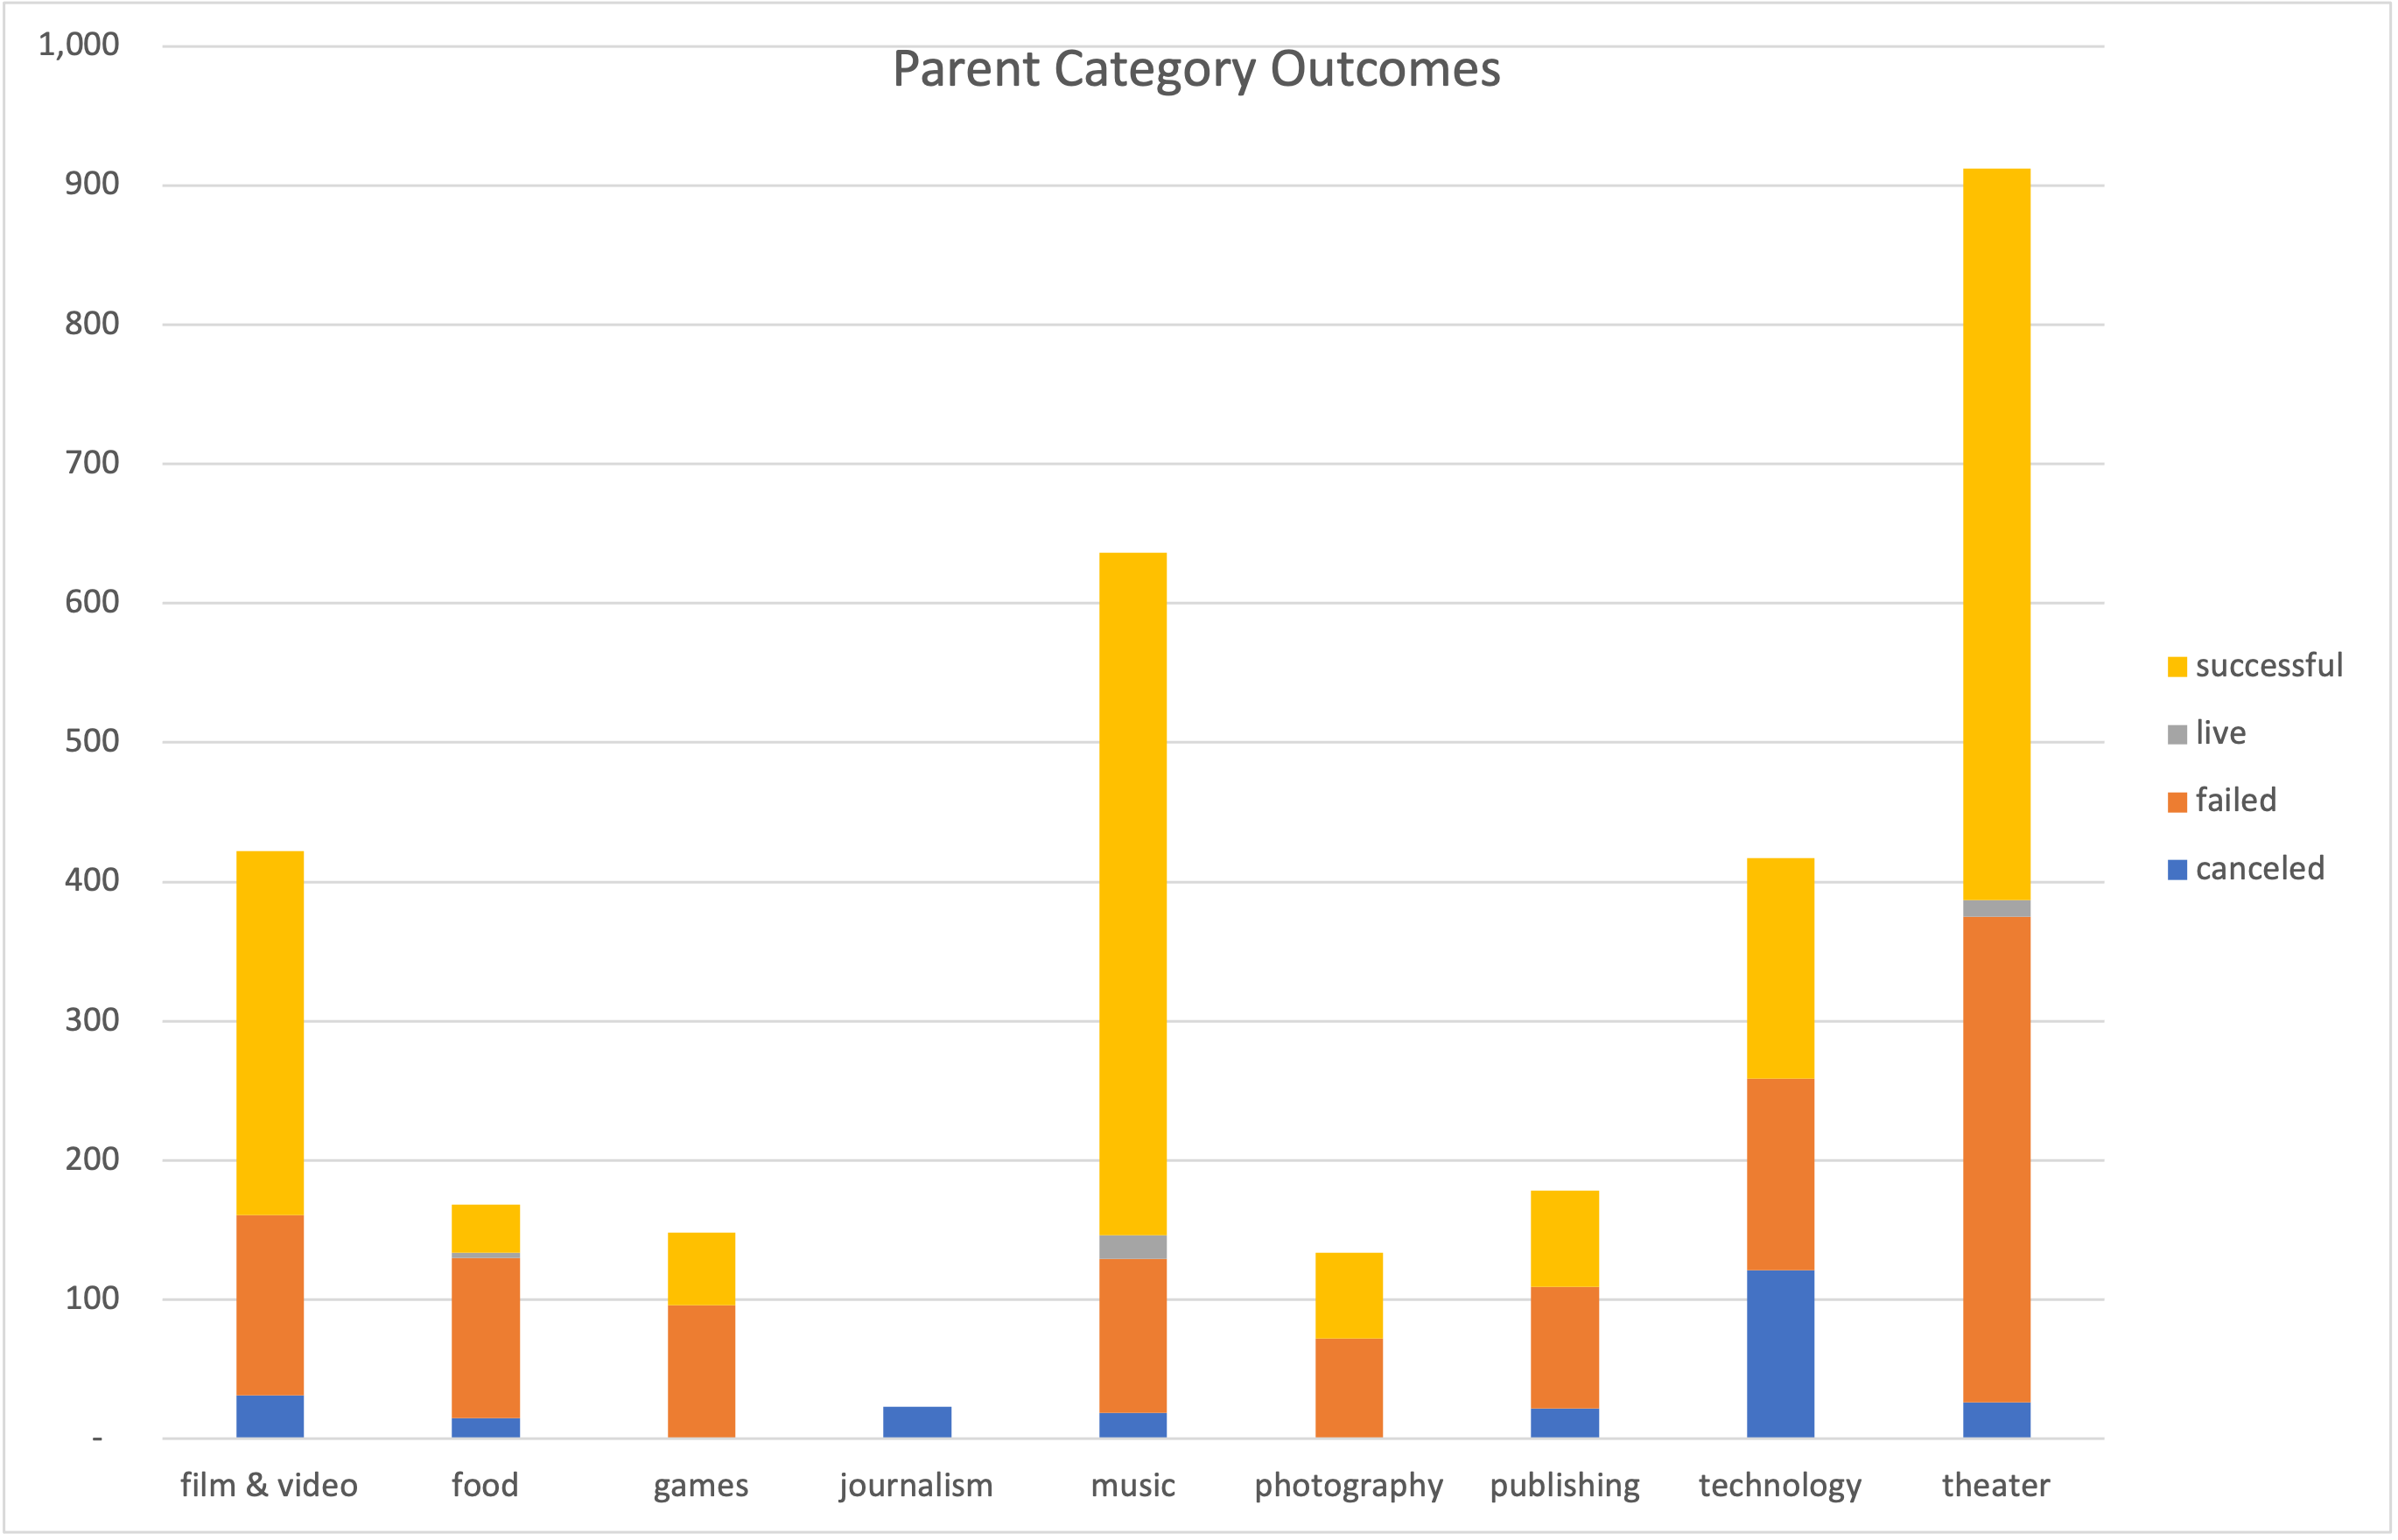 Parent Category Outcomes
1,000
900
800
700
600
500
400
300
200
100
-
film & video food games journalism music photography publishing technology theater
successful
live
failed
canceled